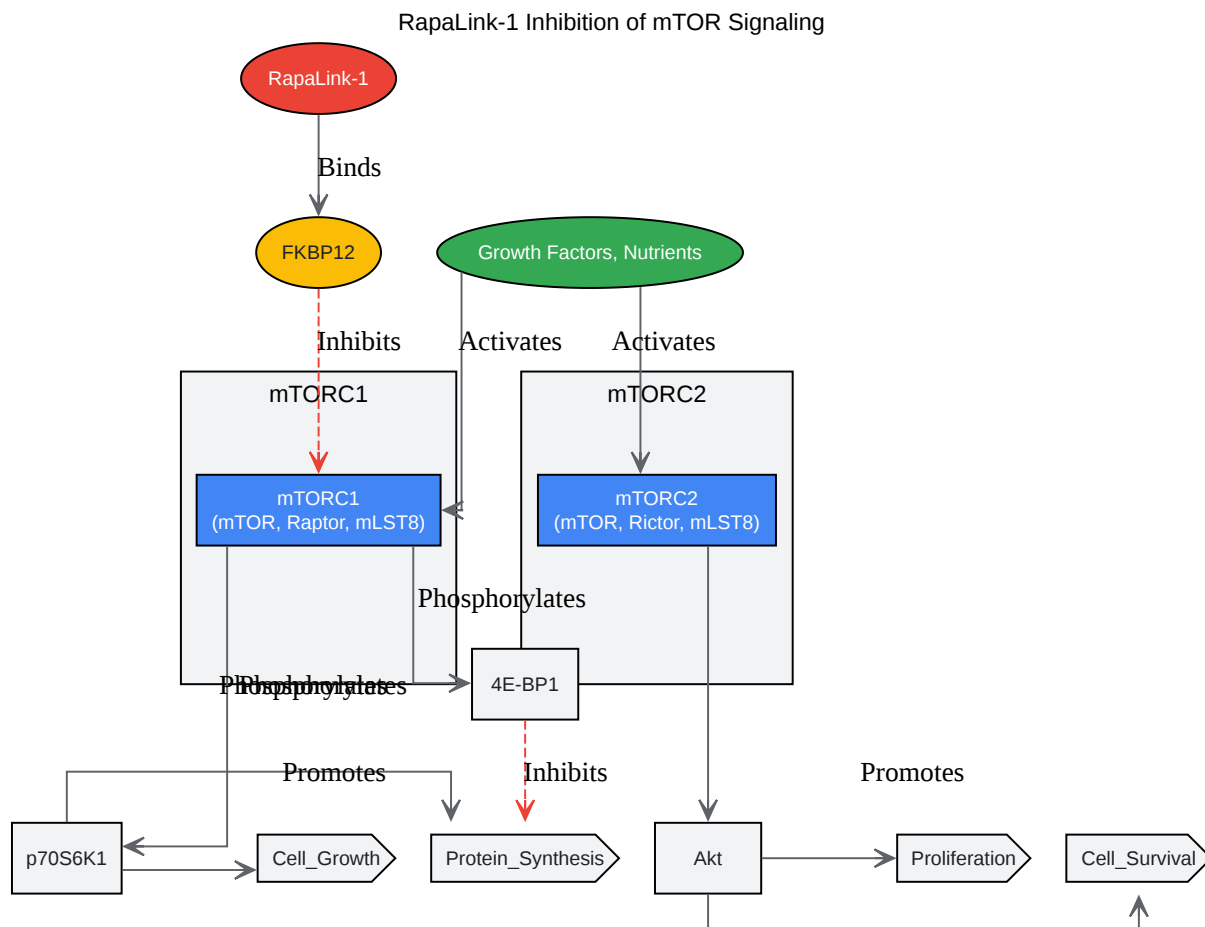 RapaLink-1 Inhibition of mTOR Signaling
RapaLink-1
Binds
FKBP12
Growth Factors, Nutrients
Inhibits
Activates
Activates
mTORC1
mTORC2
mTORC1
(mTOR, Raptor, mLST8)
mTORC2
(mTOR, Rictor, mLST8)
Phosphorylates
Phosphorylates
Phosphorylates
4E-BP1
Promotes
Inhibits
Promotes
p70S6K1
Cell_Growth
Protein_Synthesis
Akt
Proliferation
Cell_Survival